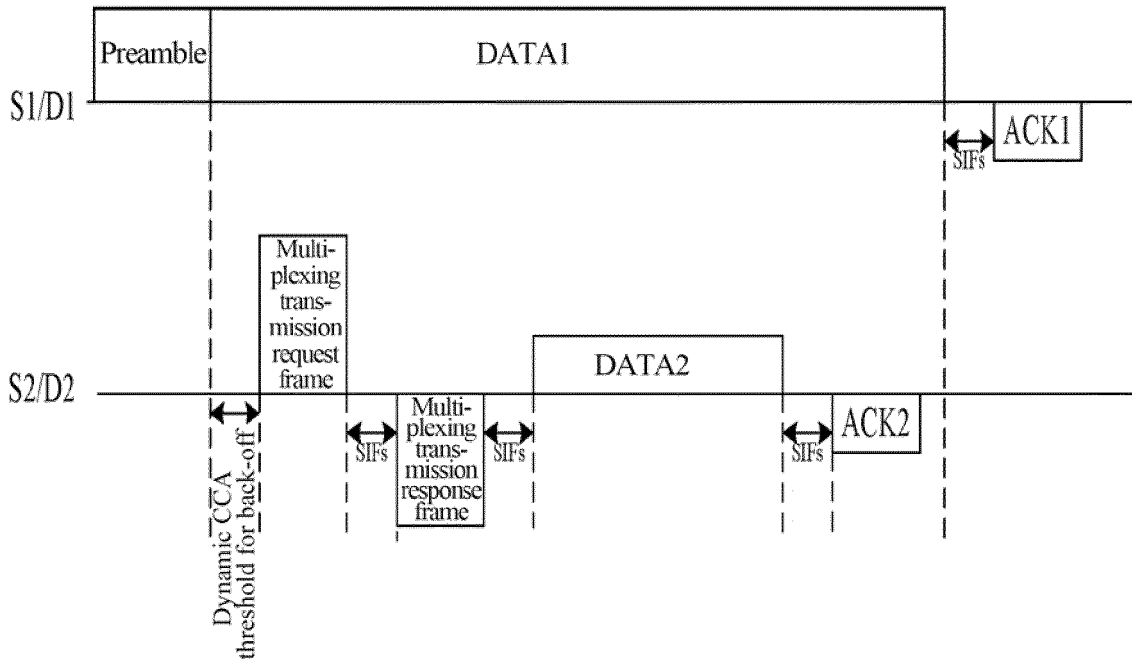 Preamble
DATA1
S1/D1
SIFs
ACK1
Multi-
plexing
trans-
mission
request
frame
DATA2
S2/D2
SIFs
Multi-
plexing
trans-
mission
response
frame
SIFs
SIFs
ACK2
Dynamic CCA
threshold for back-off